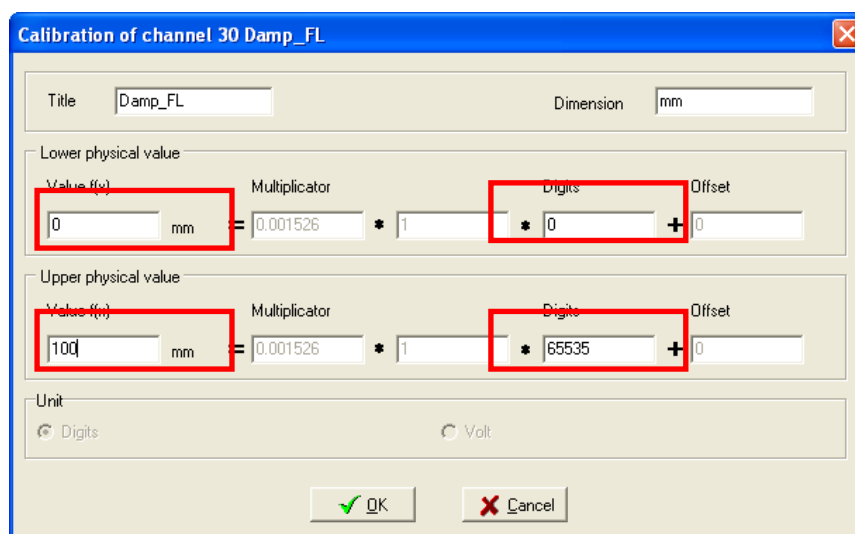 Calibration of channel 30 Damp_FL
Title Damp_FL Dimension mm
Lower physical value
Value f(x) Multiplicator Digits Offset
0 mm = 0.001526 * 1 * 0 + 0
Upper physical value
Value f(x) Multiplicator Digits Offset
100 mm = 0.001526 * 1 * 65535 + 0
Unit
Digits Volt
OK Cancel